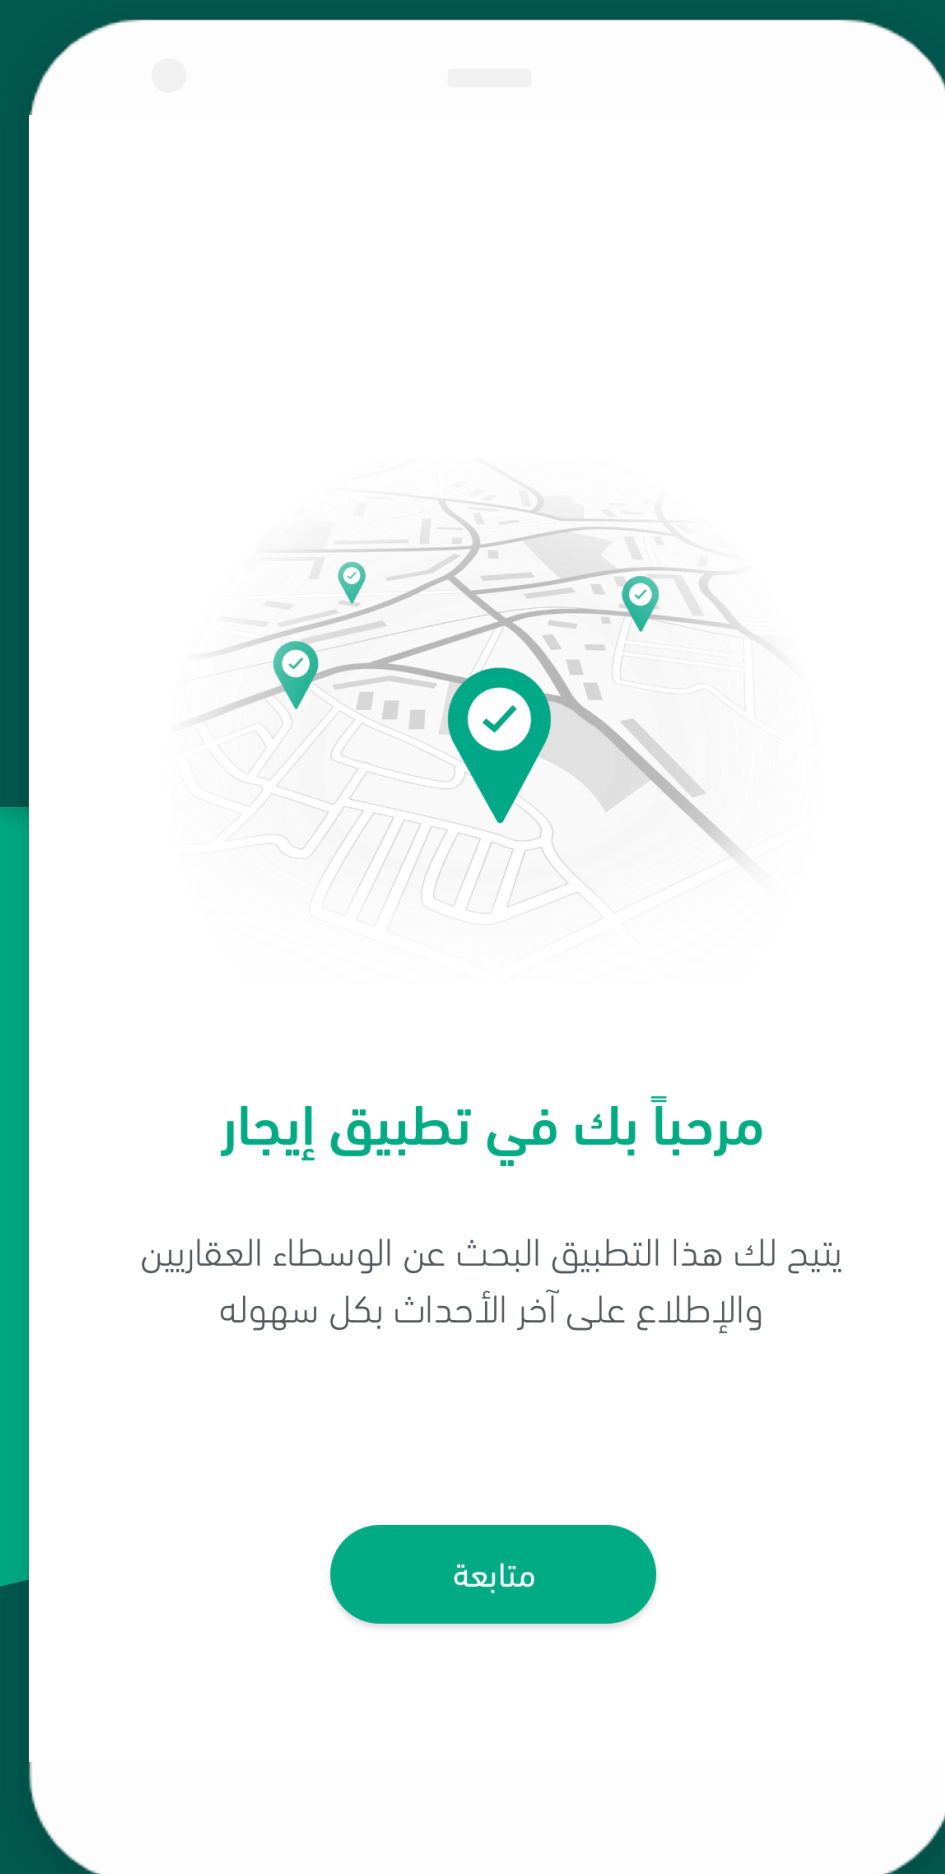 مرحباً بك في تطبيق إيجار
يتيح لك هذا التطبيق البحث عن الوسطاء العقاريين
والإطلاع على آخر الأحداث بكل سهوله
متابعة